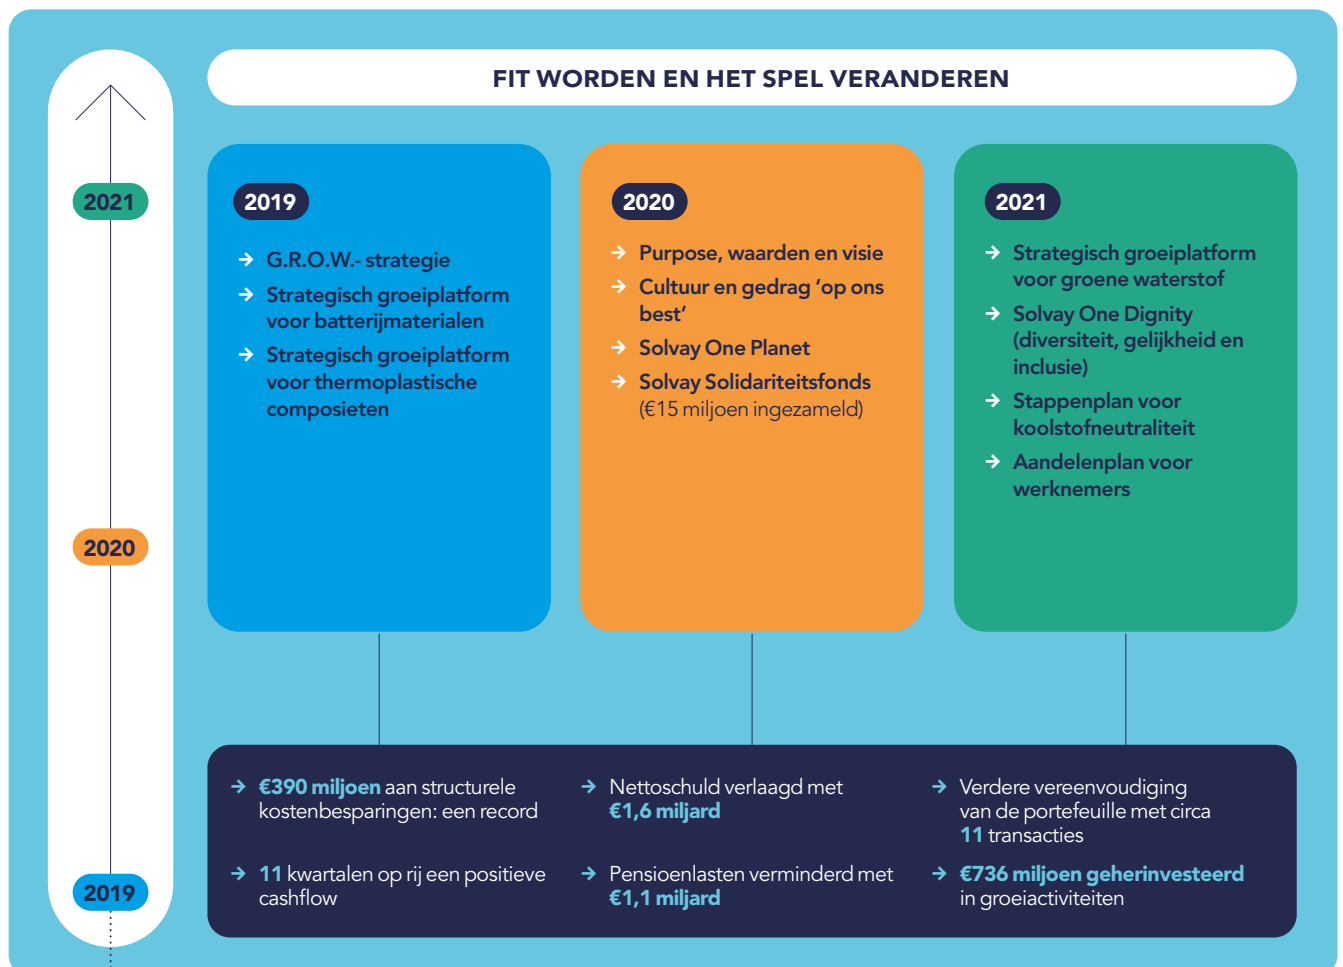 FIT WORDEN EN HET SPEL VERANDEREN
2021
2020
2019
2019
→ G.R.O.W.- strategie
→ Strategisch groeiplatform
voor batterijmaterialen
→ Strategisch groeiplatform
voor thermoplastische
composieten
2020
→ Purpose, waarden en visie
→ Cultuur en gedrag ‘op ons
best’
→ Solvay One Planet
→ Solvay Solidariteitsfonds
(€15 miljoen ingezameld)
2021
→ Strategisch groeiplatform
voor groene waterstof
→ Solvay One Dignity
(diversiteit, gelijkheid en
inclusie)
→ Stappenplan voor
koolstofneutraliteit
→ Aandelenplan voor
werknemers
→ €390 miljoen aan structurele
kostenbesparingen: een record
→ 11 kwartalen op rij een positieve
cashflow
→ Nettoschuld verlaagd met
€1,6 miljard
→ Pensioenlasten verminderd met
€1,1 miljard
→ Verdere vereenvoudiging
van de portefeuille met circa
11 transacties
→ €736 miljoen geherinvesteerd
in groeiactiviteiten